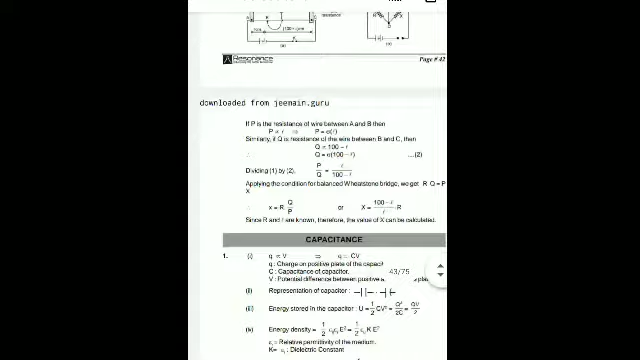 Resonance
Page # 42
downloaded from jeemain.guru
If P is the resistance of wire between A and B then
P ∝ ℓ ⇒ P = σ(ℓ)
Similarly, if Q is resistance of the wire between B and C, then
Q ∝ 100 – ℓ
∴ Q = σ(100 – ℓ) ....(2)
Dividing (1) by (2), P/Q = ℓ/(100 – ℓ)
Applying the condition for balanced Wheatstone bridge, we get R Q = P
X
∴ x = R Q/P or X = (100 – ℓ)/ℓ R
Since R and ℓ are known, therefore, the value of X can be calculated.
CAPACITANCE
1. (i) q ∝ V ⇒ q = CV
q : Charge on positive plate of the
C : Capacitance of capacitor. 43/75
V : Potential difference between positive
(ii) Representation of capacitor :
(iii) Energy stored in the capacitor : U = 1/2 CV² = Q²/2C = QV/2
(iv) Energy density = 1/2 ε₀εᵣ E² = 1/2 ε₀ K E²
εᵣ = Relative permittivity of the medium.
K= εᵣ : Dielectric Constant